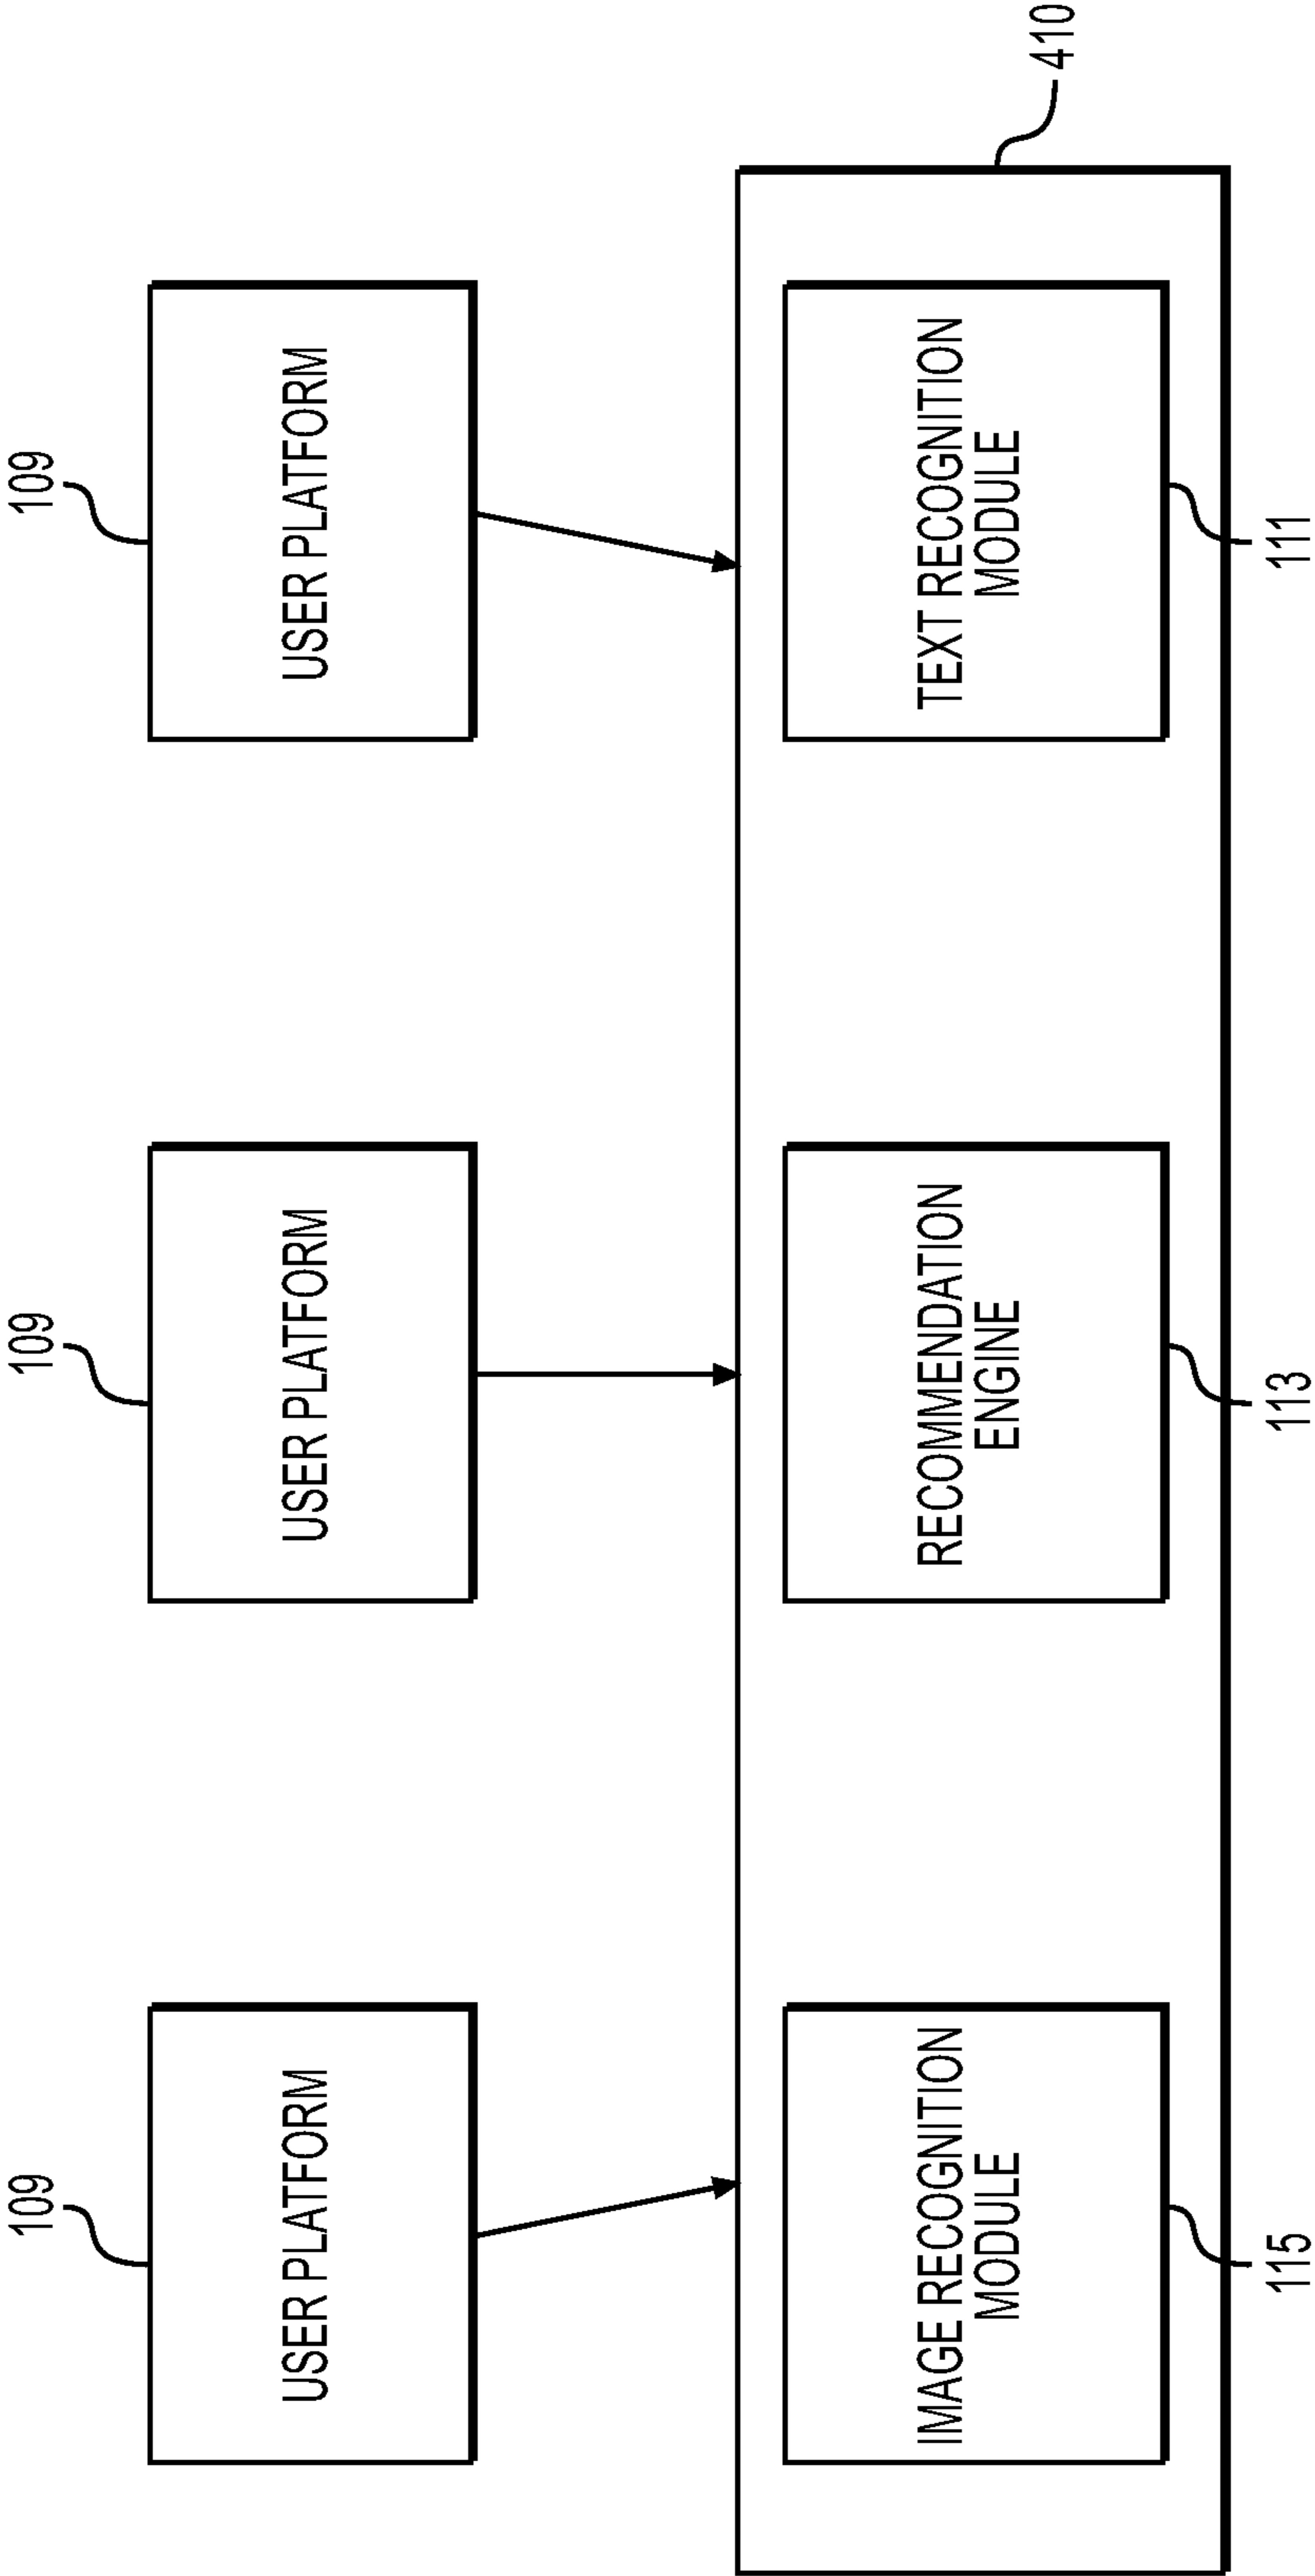 109
109
109
USER PLATFORM
USER PLATFORM
USER PLATFORM
IMAGE RECOGNITION
MODULE
RECOMMENDATION
ENGINE
TEXT RECOGNITION
MODULE
410
115
113
111